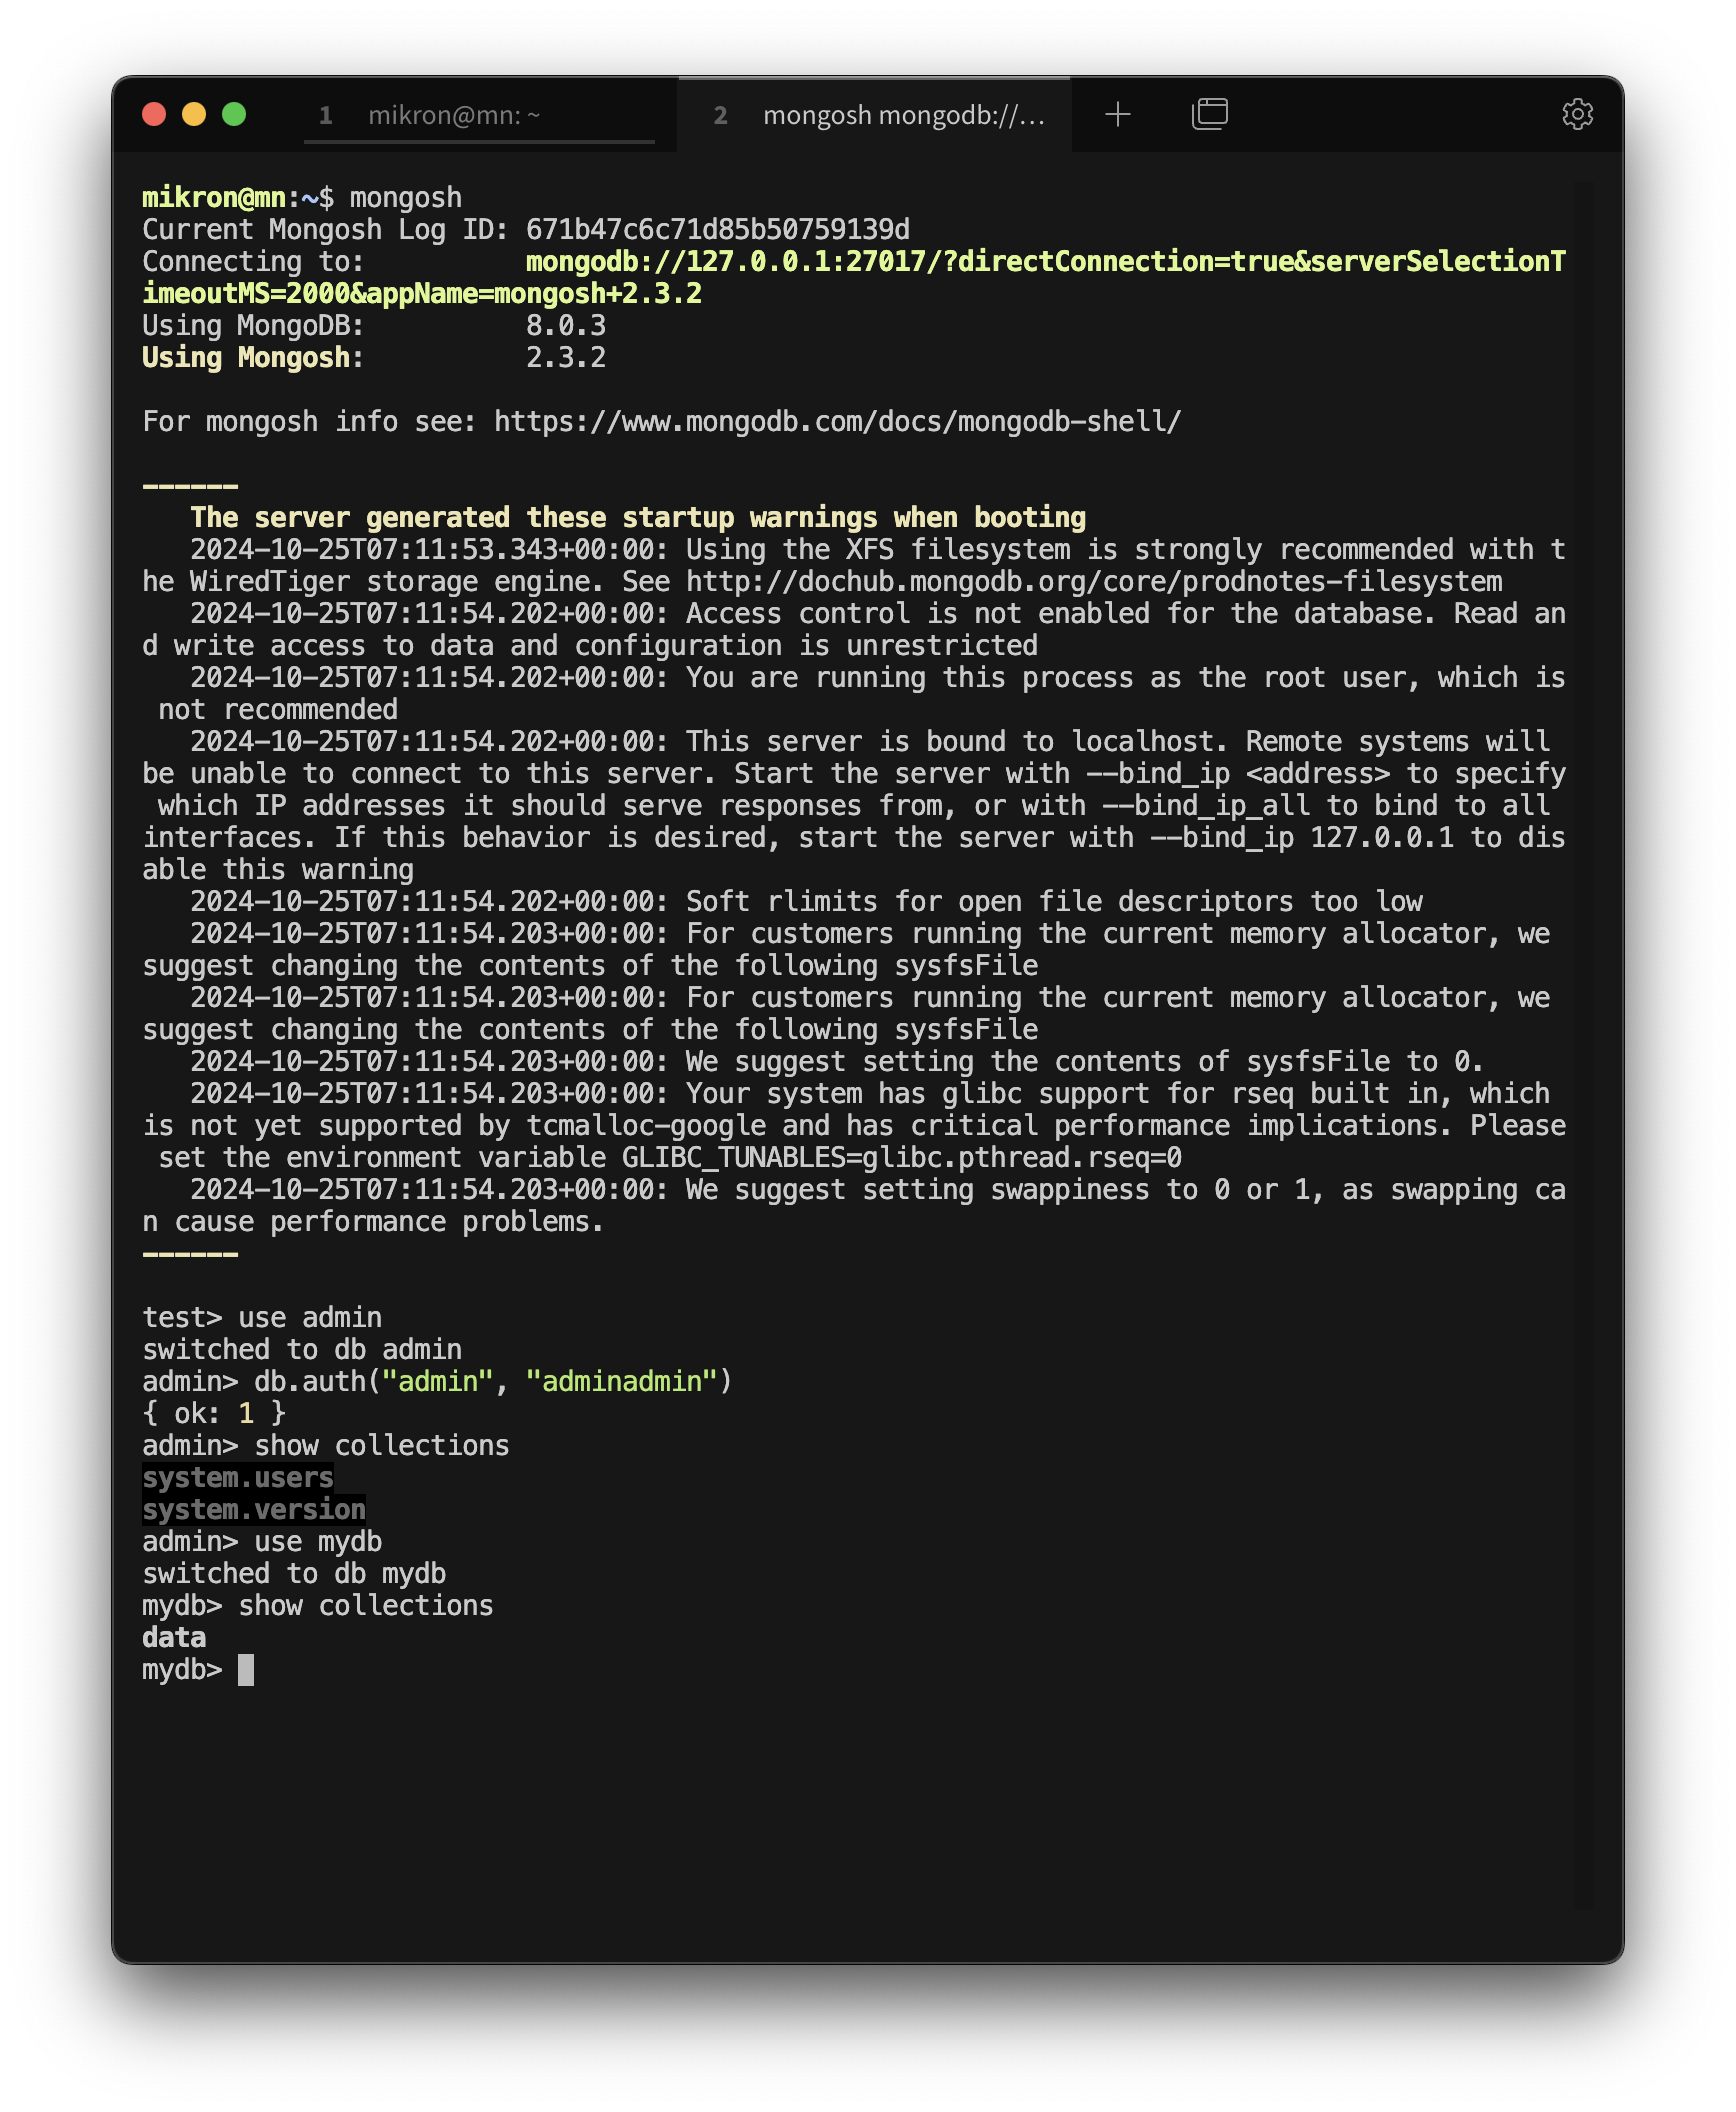 1 mikron@mn: ~ 2 mongosh mongodb://…
mikron@mn:~$ mongosh
Current Mongosh Log ID: 671b47c6c71d85b50759139d
Connecting to: mongodb://127.0.0.1:27017/?directConnection=true&serverSelectionT
imeoutMS=2000&appName=mongosh+2.3.2
Using MongoDB: 8.0.3
Using Mongosh: 2.3.2
For mongosh info see: https://www.mongodb.com/docs/mongodb-shell/
------
The server generated these startup warnings when booting
2024-10-25T07:11:53.343+00:00: Using the XFS filesystem is strongly recommended with t
he WiredTiger storage engine. See http://dochub.mongodb.org/core/prodnotes-filesystem
2024-10-25T07:11:54.202+00:00: Access control is not enabled for the database. Read an
d write access to data and configuration is unrestricted
2024-10-25T07:11:54.202+00:00: You are running this process as the root user, which is
not recommended
2024-10-25T07:11:54.202+00:00: This server is bound to localhost. Remote systems will
be unable to connect to this server. Start the server with --bind_ip <address> to specify
which IP addresses it should serve responses from, or with --bind_ip_all to bind to all
interfaces. If this behavior is desired, start the server with --bind_ip 127.0.0.1 to dis
able this warning
2024-10-25T07:11:54.202+00:00: Soft rlimits for open file descriptors too low
2024-10-25T07:11:54.203+00:00: For customers running the current memory allocator, we
suggest changing the contents of the following sysfsFile
2024-10-25T07:11:54.203+00:00: For customers running the current memory allocator, we
suggest changing the contents of the following sysfsFile
2024-10-25T07:11:54.203+00:00: We suggest setting the contents of sysfsFile to 0.
2024-10-25T07:11:54.203+00:00: Your system has glibc support for rseq built in, which
is not yet supported by tcmalloc-google and has critical performance implications. Please
set the environment variable GLIBC_TUNABLES=glibc.pthread.rseq=0
2024-10-25T07:11:54.203+00:00: We suggest setting swappiness to 0 or 1, as swapping ca
n cause performance problems.
------
test> use admin
switched to db admin
admin> db.auth("admin", "adminadmin")
{ ok: 1 }
admin> show collections
system.users
system.version
admin> use mydb
switched to db mydb
mydb> show collections
data
mydb>